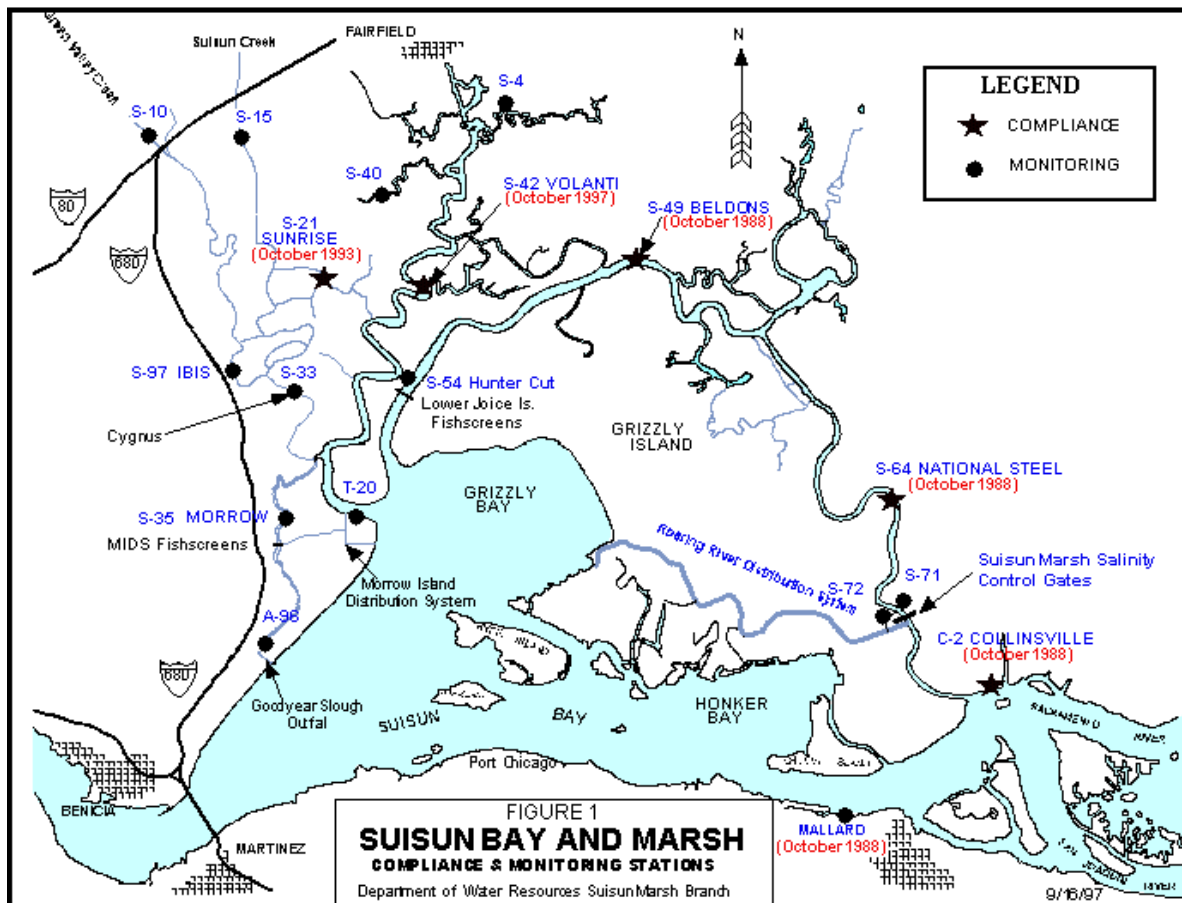 Suisun Creek
FAIRFIELD
N
LEGEND
COMPLIANCE
MONITORING
S-10
S-15
S-4
S-40
S-42 VOLANTI
(October 1997)
S-49 BELDONS
(October 1988)
80
S-21
SUNRISE
(October 1993)
680
S-97 IBIS
S-33
S-54 Hunter Cut
Lower Joice Is.
Fishscreens
Cygnus
GRIZZLY
ISLAND
S-64 NATIONAL STEEL
(October 1988)
T-20
GRIZZLY
BAY
S-35 MORROW
MIDS Fishscreens
Roaring River Distribution System
Suisun Marsh Salinity
Control Gates
S-72
S-71
Morrow Island
Distribution System
A-96
C-2 COLLINSVILLE
(October 1988)
680
Goodyear Slough
Outfal
SUISUN
BAY
HONKER
BAY
SACRAMENTO
RIVER
Port Chicago
BENICIA
MARTINEZ
FIGURE 1
SUISUN BAY AND MARSH
COMPLIANCE & MONITORING STATIONS
Department of Water Resources Suisun Marsh Branch
MALLARD
(October 1988)
SAN JOAQUIN
RIVER
9/16/97